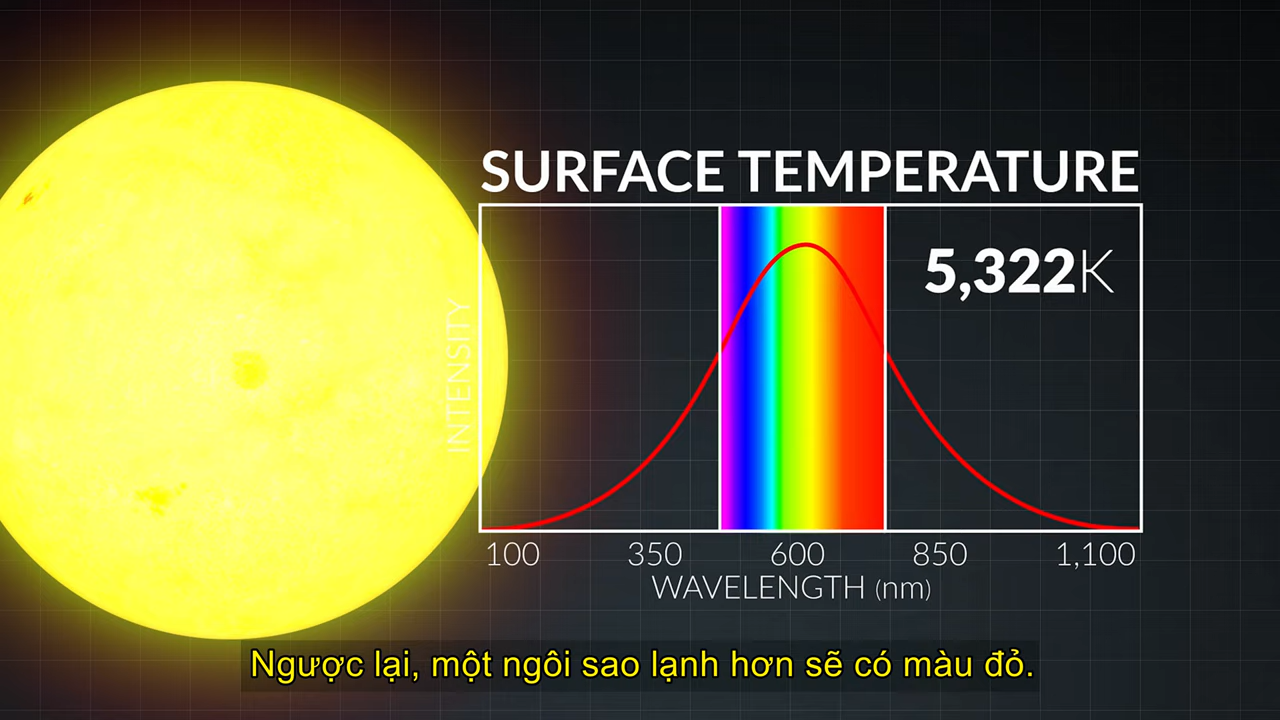 SURFACE TEMPERATURE
5,322K
INTENSITY
100 350 600 850 1,100
WAVELENGTH (nm)
Ngược lại, một ngôi sao lạnh hơn sẽ có màu đỏ.